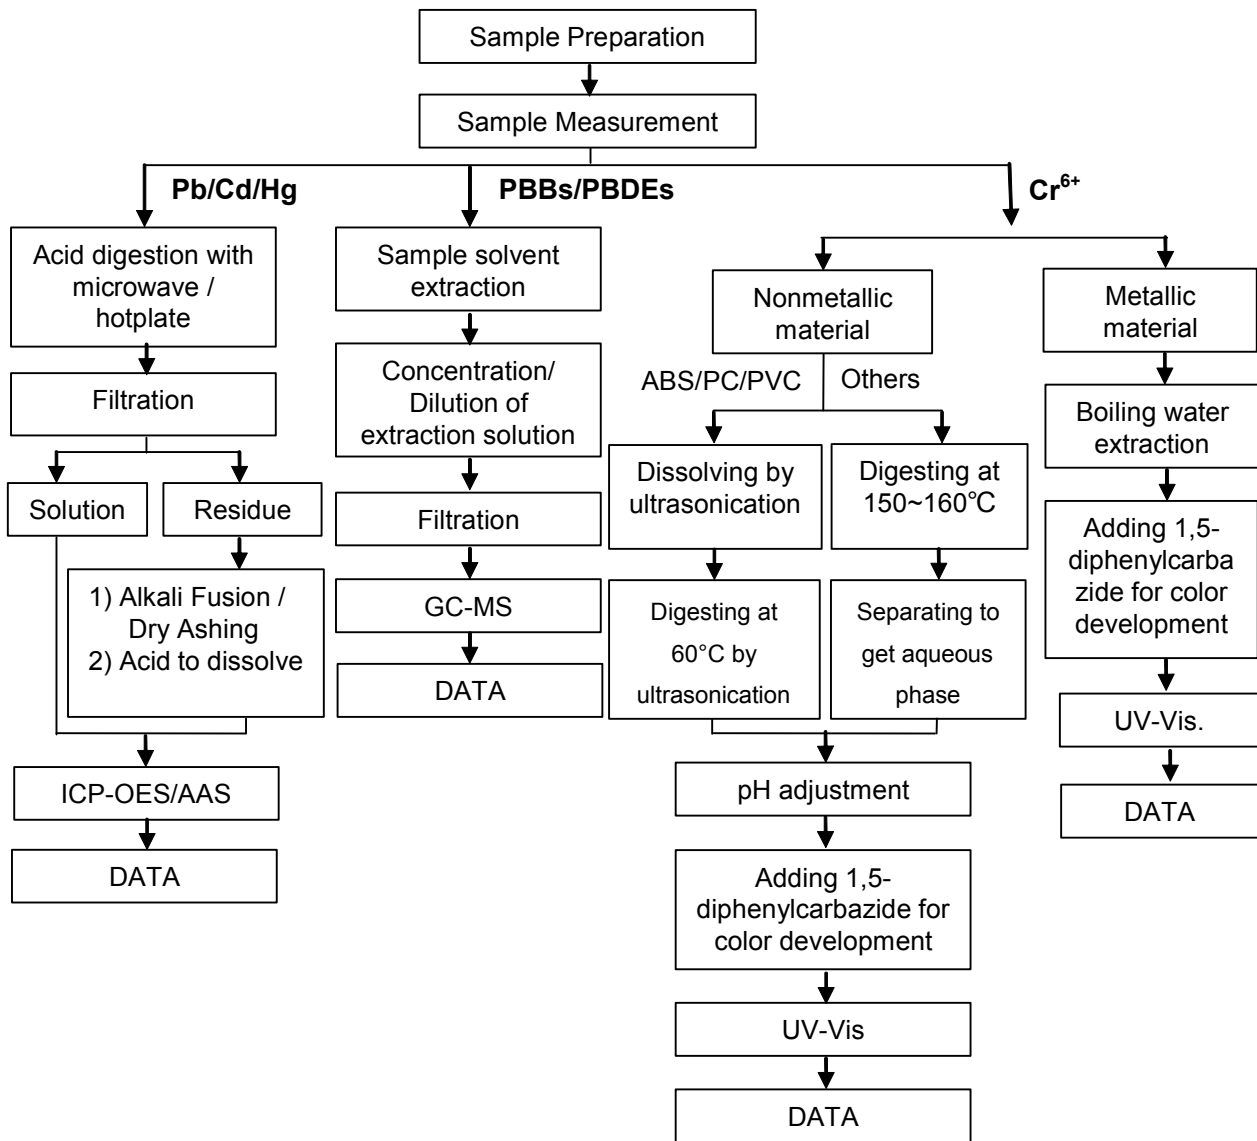 Sample Preparation
Sample Measurement
Pb/Cd/Hg
PBBs/PBDEs
Cr⁶⁺
Acid digestion with
microwave /
hotplate
Filtration
Solution
Residue
1) Alkali Fusion /
Dry Ashing
2) Acid to dissolve
ICP-OES/AAS
DATA
Sample solvent
extraction
Concentration/
Dilution of
extraction solution
Filtration
GC-MS
DATA
Nonmetallic
material
ABS/PC/PVC
Others
Dissolving by
ultrasonication
Digesting at
60°C by
ultrasonication
Digesting at
150~160℃
Separating to
get aqueous
phase
pH adjustment
Adding 1,5-
diphenylcarbazide for
color development
UV-Vis
DATA
Metallic
material
Boiling water
extraction
Adding 1,5-
diphenylcarba
zide for color
development
UV-Vis.
DATA